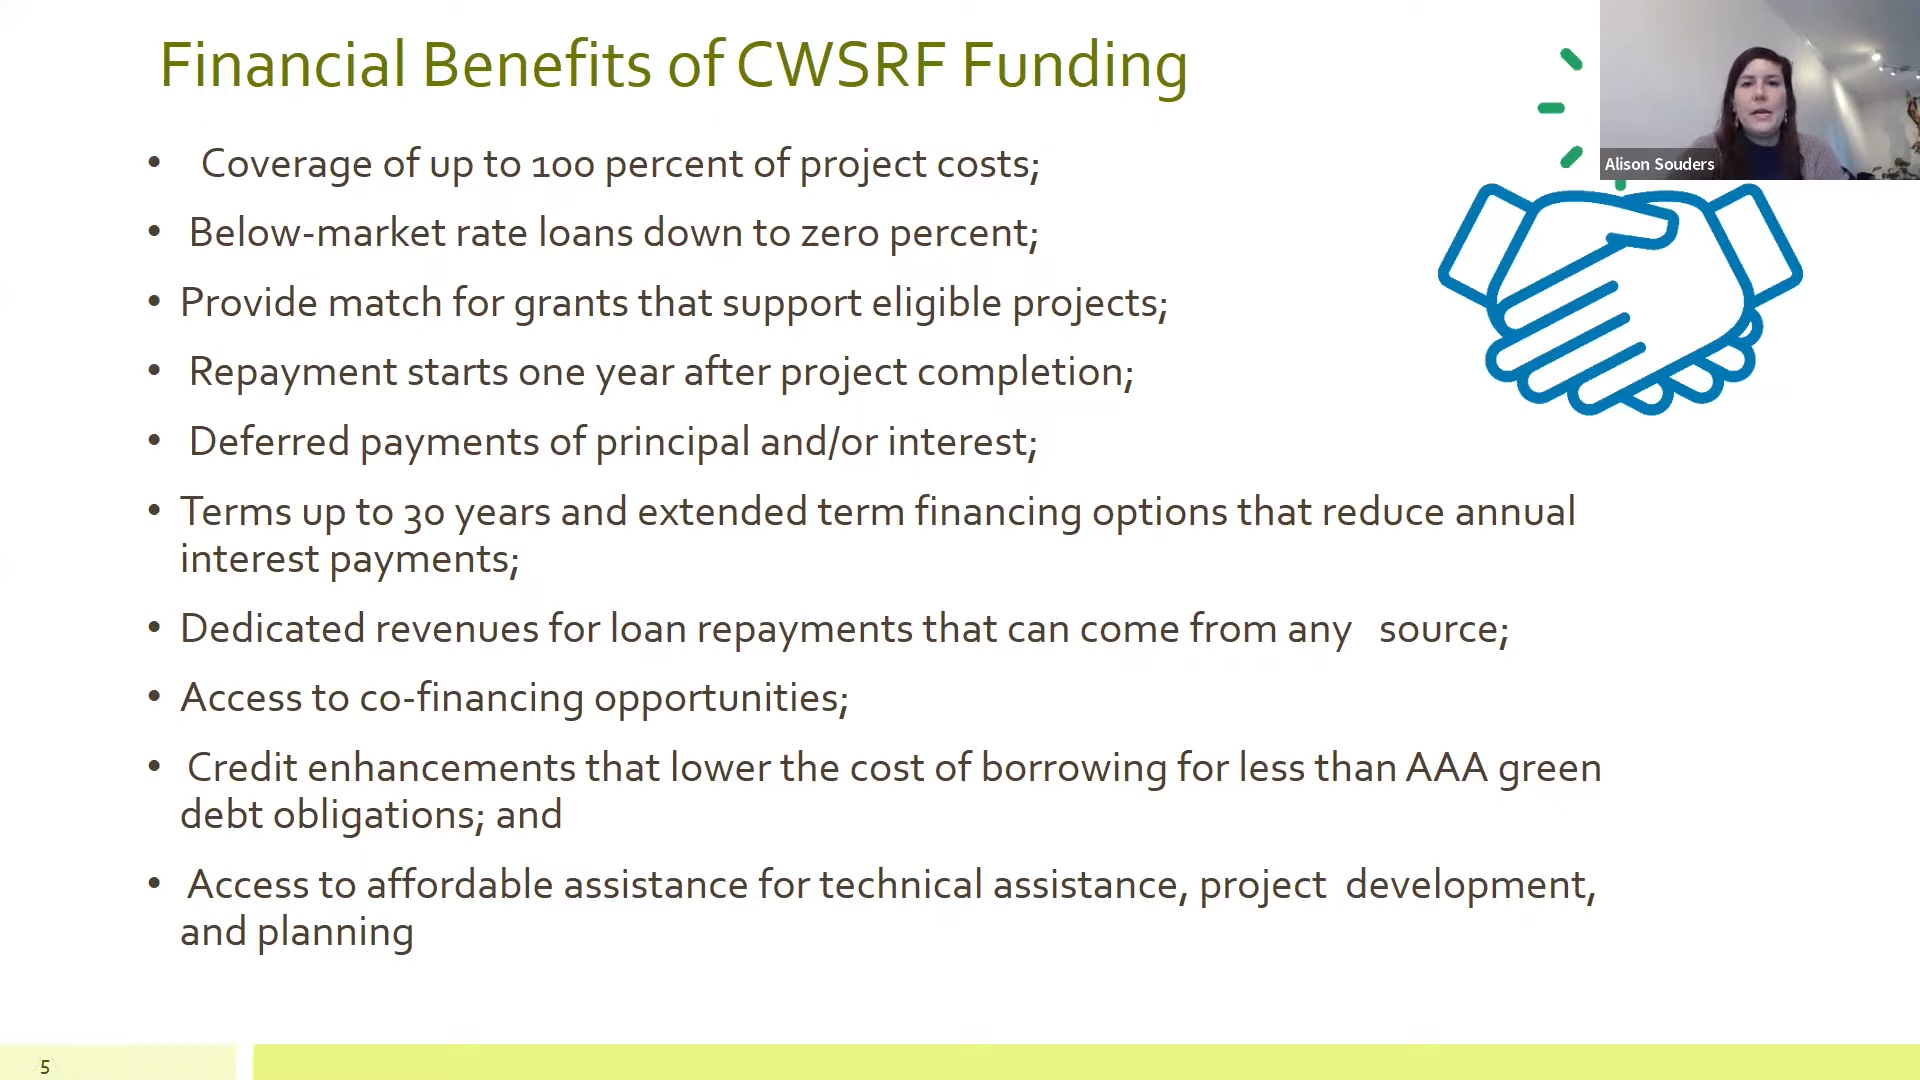 Financial Benefits of CWSRF Funding
Alison Souders
• Coverage of up to 100 percent of project costs;
• Below-market rate loans down to zero percent;
• Provide match for grants that support eligible projects;
• Repayment starts one year after project completion;
• Deferred payments of principal and/or interest;
• Terms up to 30 years and extended term financing options that reduce annual
interest payments;
• Dedicated revenues for loan repayments that can come from any source;
• Access to co-financing opportunities;
• Credit enhancements that lower the cost of borrowing for less than AAA green
debt obligations; and
• Access to affordable assistance for technical assistance, project development,
and planning
5